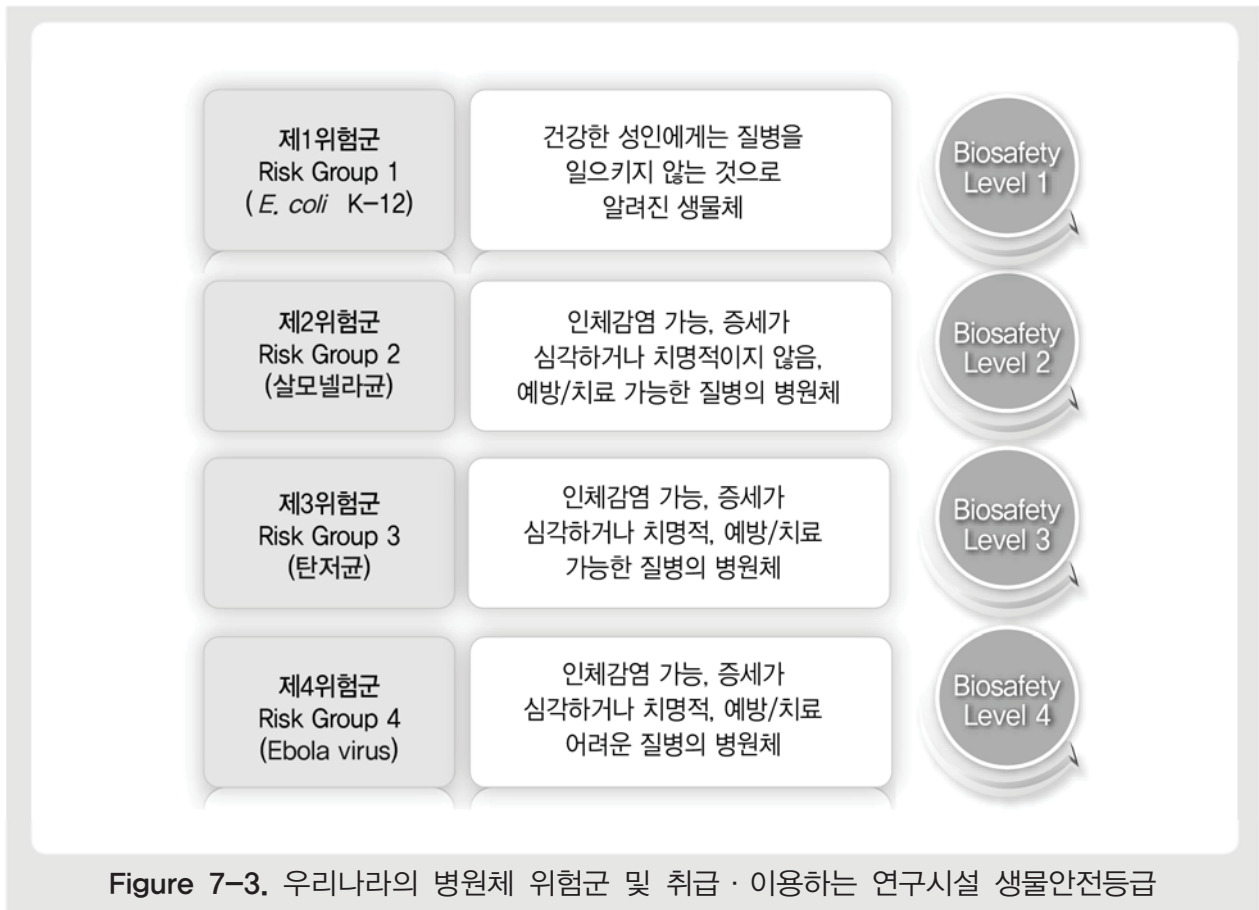 제1위험군
Risk Group 1
(E. coli K-12)
건강한 성인에게는 질병을
일으키지 않는 것으로
알려진 생물체
Biosafety
Level 1
제2위험군
Risk Group 2
(살모넬라균)
인체감염 가능, 증세가
심각하거나 치명적이지 않음,
예방/치료 가능한 질병의 병원체
Biosafety
Level 2
제3위험군
Risk Group 3
(탄저균)
인체감염 가능, 증세가
심각하거나 치명적, 예방/치료
가능한 질병의 병원체
Biosafety
Level 3
제4위험군
Risk Group 4
(Ebola virus)
인체감염 가능, 증세가
심각하거나 치명적, 예방/치료
어려운 질병의 병원체
Biosafety
Level 4
Figure 7-3. 우리나라의 병원체 위험군 및 취급 · 이용하는 연구시설 생물안전등급